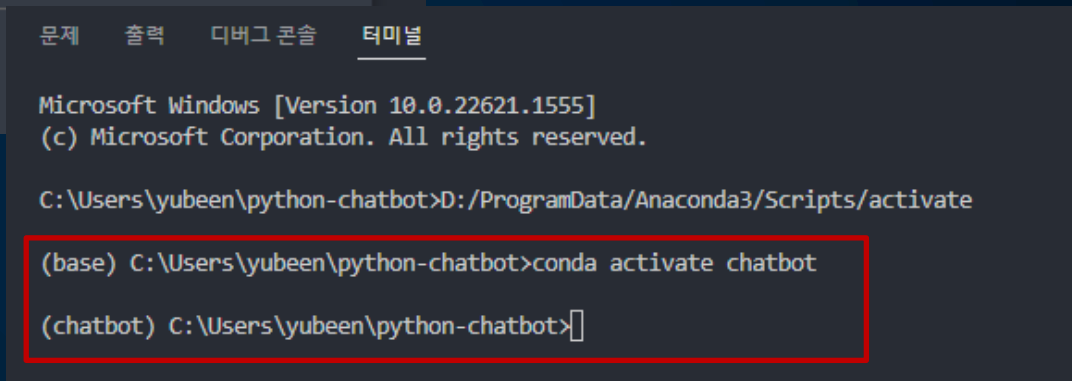 문제 출력 디버그 콘솔 터미널
Microsoft Windows [Version 10.0.22621.1555]
(c) Microsoft Corporation. All rights reserved.
C:\Users\yubeen\python-chatbot>D:/ProgramData/Anaconda3/Scripts/activate
(base) C:\Users\yubeen\python-chatbot>conda activate chatbot
(chatbot) C:\Users\yubeen\python-chatbot>